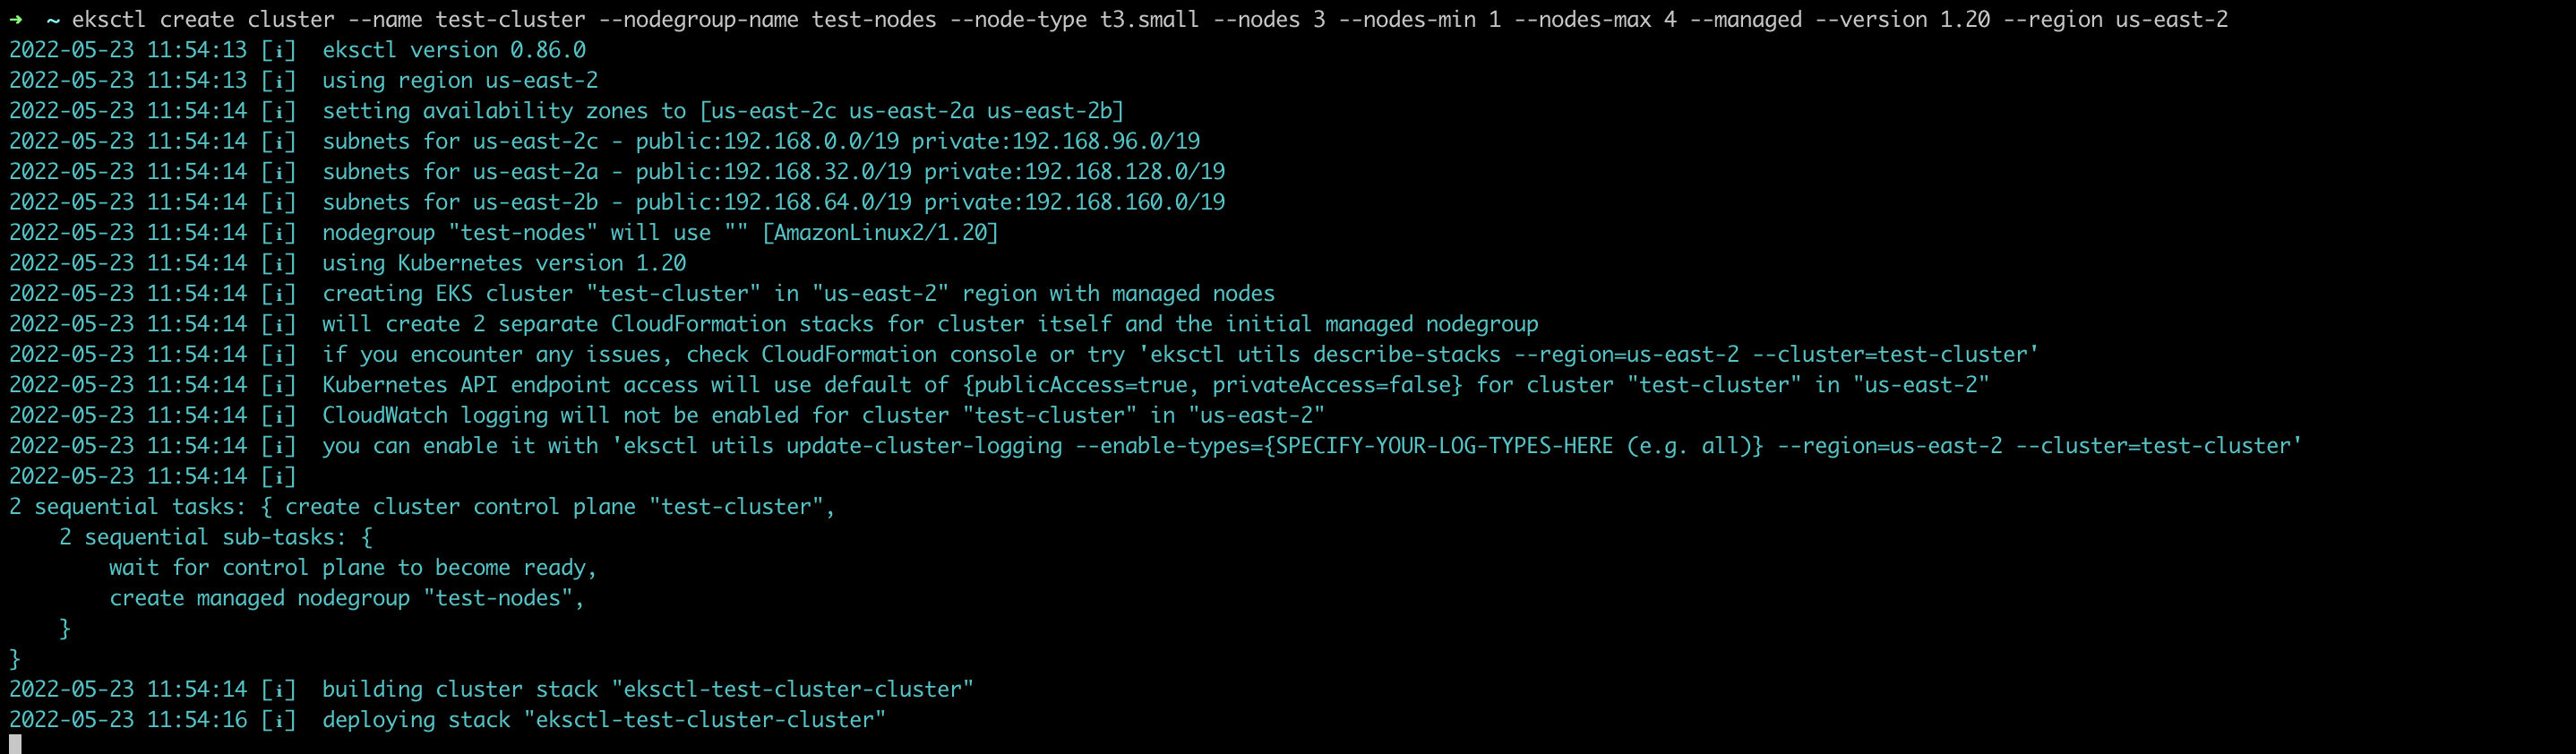 ➜  ~ eksctl create cluster --name test-cluster --nodegroup-name test-nodes --node-type t3.small --nodes 3 --nodes-min 1 --nodes-max 4 --managed --version 1.20 --region us-east-2
2022-05-23 11:54:13 [ℹ]  eksctl version 0.86.0
2022-05-23 11:54:13 [ℹ]  using region us-east-2
2022-05-23 11:54:14 [ℹ]  setting availability zones to [us-east-2c us-east-2a us-east-2b]
2022-05-23 11:54:14 [ℹ]  subnets for us-east-2c - public:192.168.0.0/19 private:192.168.96.0/19
2022-05-23 11:54:14 [ℹ]  subnets for us-east-2a - public:192.168.32.0/19 private:192.168.128.0/19
2022-05-23 11:54:14 [ℹ]  subnets for us-east-2b - public:192.168.64.0/19 private:192.168.160.0/19
2022-05-23 11:54:14 [ℹ]  nodegroup "test-nodes" will use "" [AmazonLinux2/1.20]
2022-05-23 11:54:14 [ℹ]  using Kubernetes version 1.20
2022-05-23 11:54:14 [ℹ]  creating EKS cluster "test-cluster" in "us-east-2" region with managed nodes
2022-05-23 11:54:14 [ℹ]  will create 2 separate CloudFormation stacks for cluster itself and the initial managed nodegroup
2022-05-23 11:54:14 [ℹ]  if you encounter any issues, check CloudFormation console or try 'eksctl utils describe-stacks --region=us-east-2 --cluster=test-cluster'
2022-05-23 11:54:14 [ℹ]  Kubernetes API endpoint access will use default of {publicAccess=true, privateAccess=false} for cluster "test-cluster" in "us-east-2"
2022-05-23 11:54:14 [ℹ]  CloudWatch logging will not be enabled for cluster "test-cluster" in "us-east-2"
2022-05-23 11:54:14 [ℹ]  you can enable it with 'eksctl utils update-cluster-logging --enable-types={SPECIFY-YOUR-LOG-TYPES-HERE (e.g. all)} --region=us-east-2 --cluster=test-cluster'
2022-05-23 11:54:14 [ℹ]
2 sequential tasks: { create cluster control plane "test-cluster",
    2 sequential sub-tasks: {
        wait for control plane to become ready,
        create managed nodegroup "test-nodes",
    }
}
2022-05-23 11:54:14 [ℹ]  building cluster stack "eksctl-test-cluster-cluster"
2022-05-23 11:54:16 [ℹ]  deploying stack "eksctl-test-cluster-cluster"